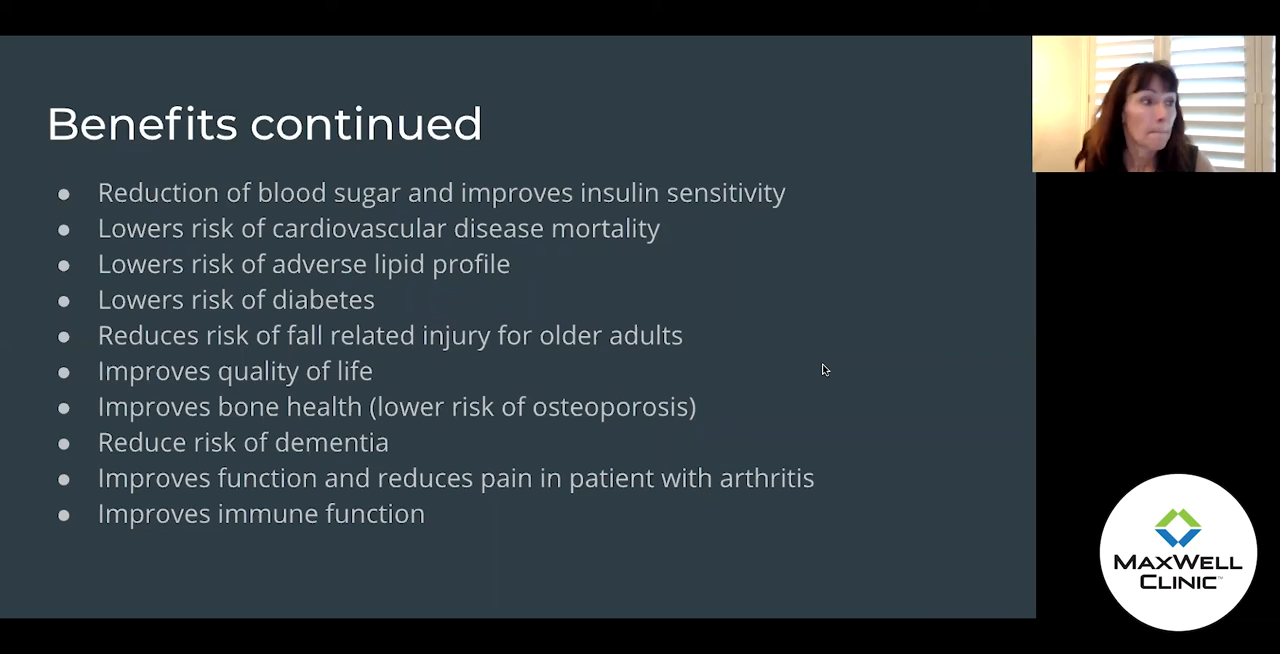 Benefits continued
● Reduction of blood sugar and improves insulin sensitivity
● Lowers risk of cardiovascular disease mortality
● Lowers risk of adverse lipid profile
● Lowers risk of diabetes
● Reduces risk of fall related injury for older adults
● Improves quality of life
● Improves bone health (lower risk of osteoporosis)
● Reduce risk of dementia
● Improves function and reduces pain in patient with arthritis
● Improves immune function
MAXWELL
CLINIC™